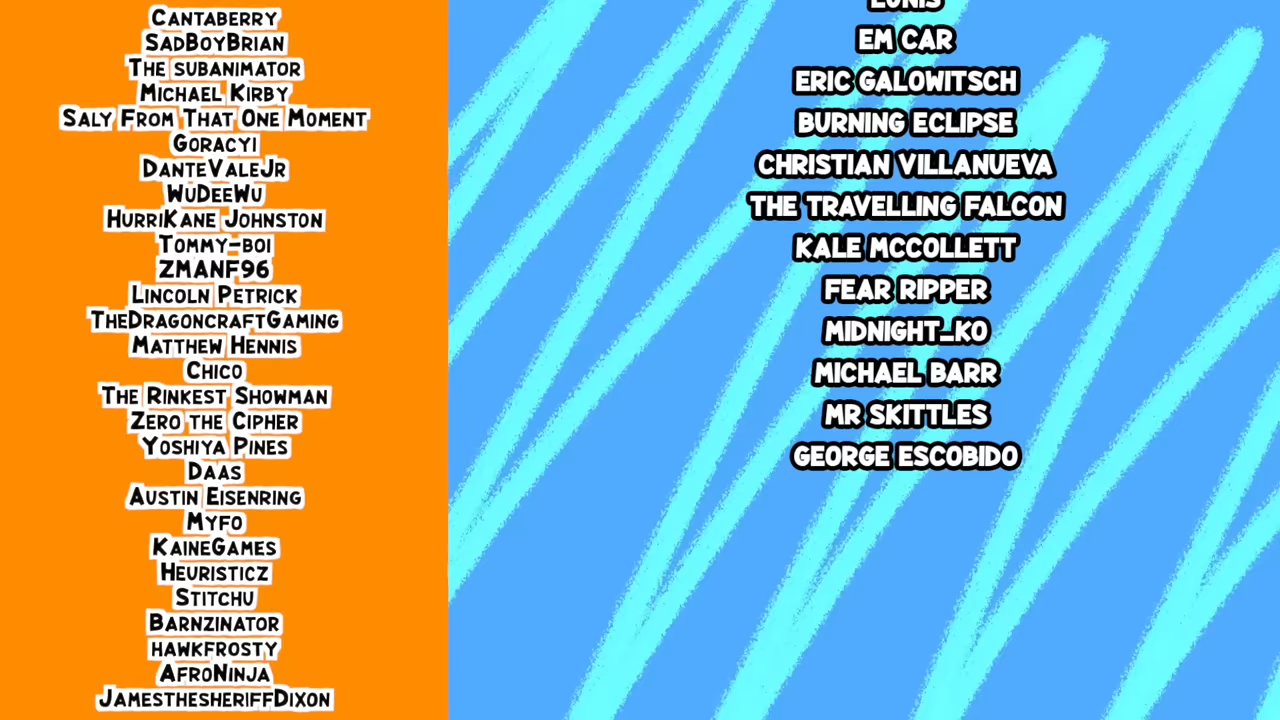 Cantaberry
SadBoyBrian
The subanimator
Michael Kirby
Saly From That One Moment
Goracyi
DanteValeJr
WuDeeWu
HurriKane Johnston
Tommy-boi
ZMANF96
Lincoln Petrick
TheDragoncraftGaming
Matthew Hennis
Chico
The Rinkest Showman
Zero the Cipher
Yoshiya Pines
Daas
Austin Eisenring
Myfo
KaineGames
Heuristicz
Stitchu
Barnzinator
hawkfrosty
AfroNinja
JamesthesheriffDixon
EM CAR
ERIC GALOWITSCH
BURNING ECLIPSE
CHRISTIAN VILLANUEVA
THE TRAVELLING FALCON
KALE MCCOLLETT
FEAR RIPPER
MIDNIGHT_KO
MICHAEL BARR
MR SKITTLES
GEORGE ESCOBIDO